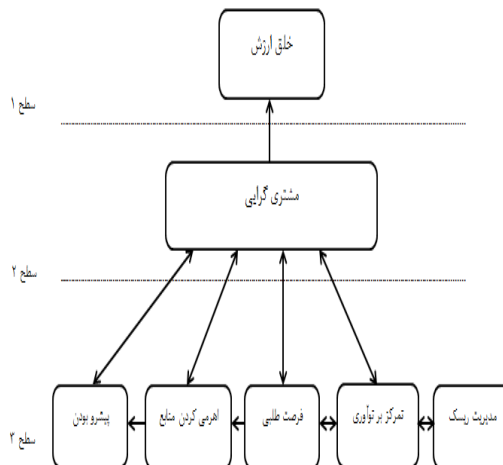 خلق ارزش
سطح ۱
مشتری گرایی
سطح ۲
پیشرو بودن
اهرمی کردن منابع
فرصت طلبی
تمرکز بر نوآوری
مدیریت ریسک
سطح ۳